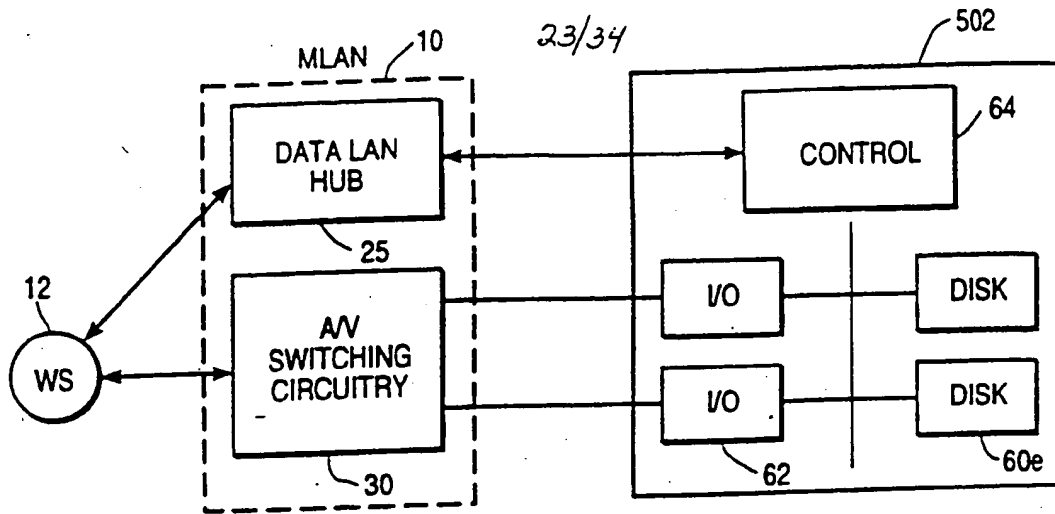 23/34
MLAN
10
502
DATA LAN
HUB
25
CONTROL
64
12
WS
A/V
SWITCHING
CIRCUITRY
30
I/O
DISK
I/O
62
DISK
60e